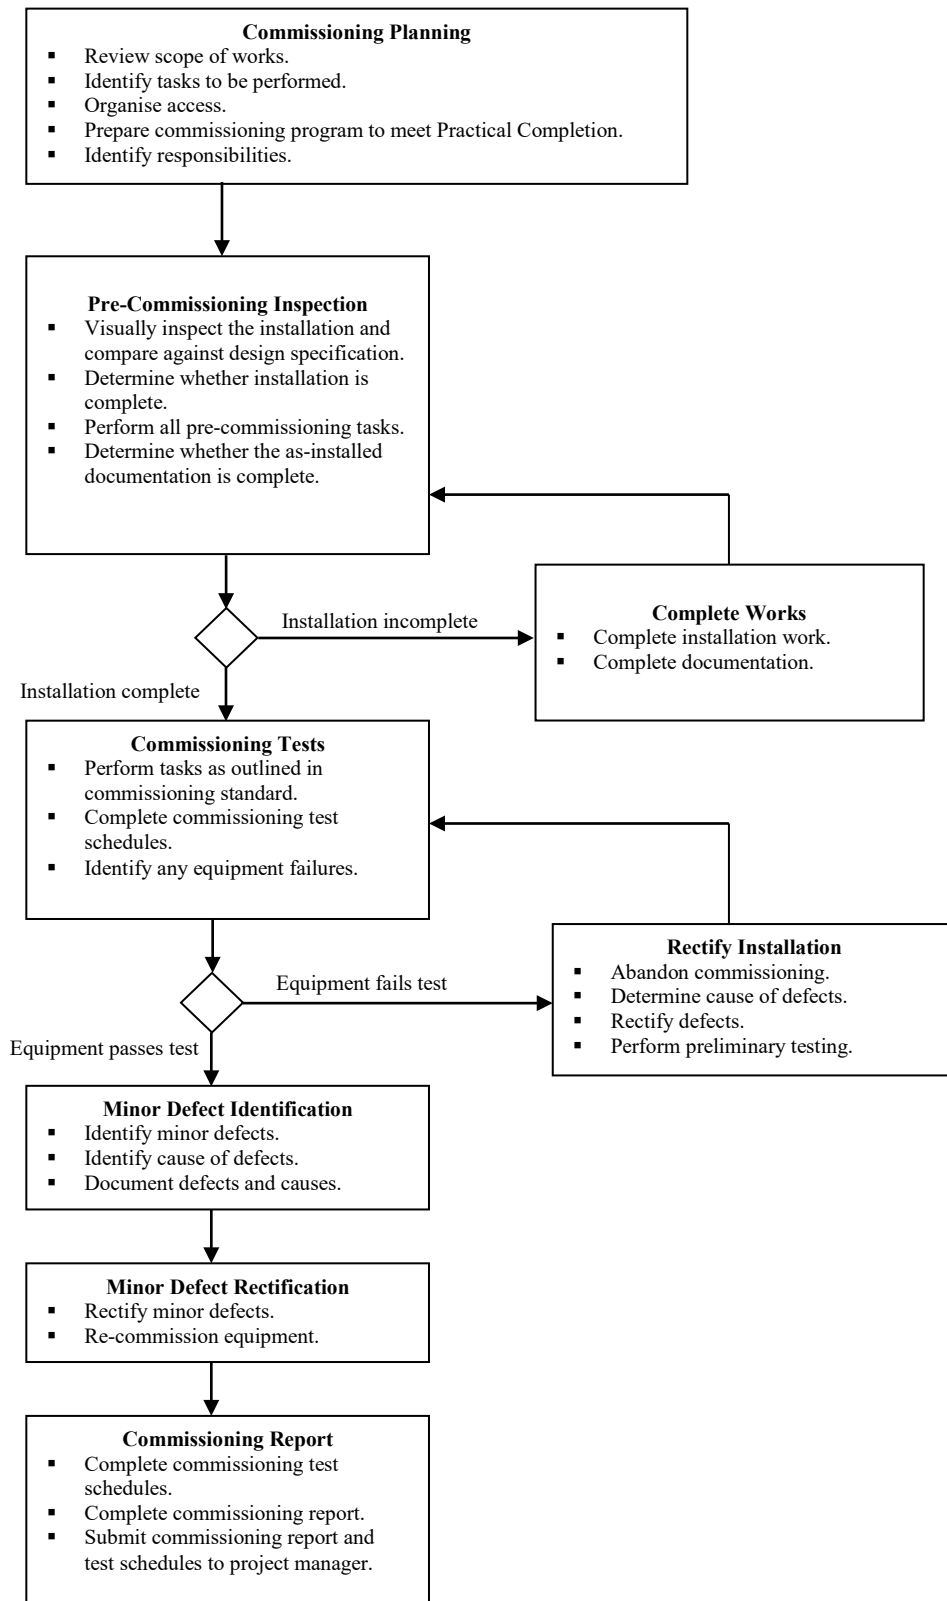 Commissioning Planning
▪ Review scope of works.
▪ Identify tasks to be performed.
▪ Organise access.
▪ Prepare commissioning program to meet Practical Completion.
▪ Identify responsibilities.
Pre-Commissioning Inspection
▪ Visually inspect the installation and
compare against design specification.
▪ Determine whether installation is
complete.
▪ Perform all pre-commissioning tasks.
▪ Determine whether the as-installed
documentation is complete.
Installation incomplete
Complete Works
▪ Complete installation work.
▪ Complete documentation.
Installation complete
Commissioning Tests
▪ Perform tasks as outlined in
commissioning standard.
▪ Complete commissioning test
schedules.
▪ Identify any equipment failures.
Equipment fails test
Rectify Installation
▪ Abandon commissioning.
▪ Determine cause of defects.
▪ Rectify defects.
▪ Perform preliminary testing.
Equipment passes test
Minor Defect Identification
▪ Identify minor defects.
▪ Identify cause of defects.
▪ Document defects and causes.
Minor Defect Rectification
▪ Rectify minor defects.
▪ Re-commission equipment.
Commissioning Report
▪ Complete commissioning test
schedules.
▪ Complete commissioning report.
▪ Submit commissioning report and
test schedules to project manager.